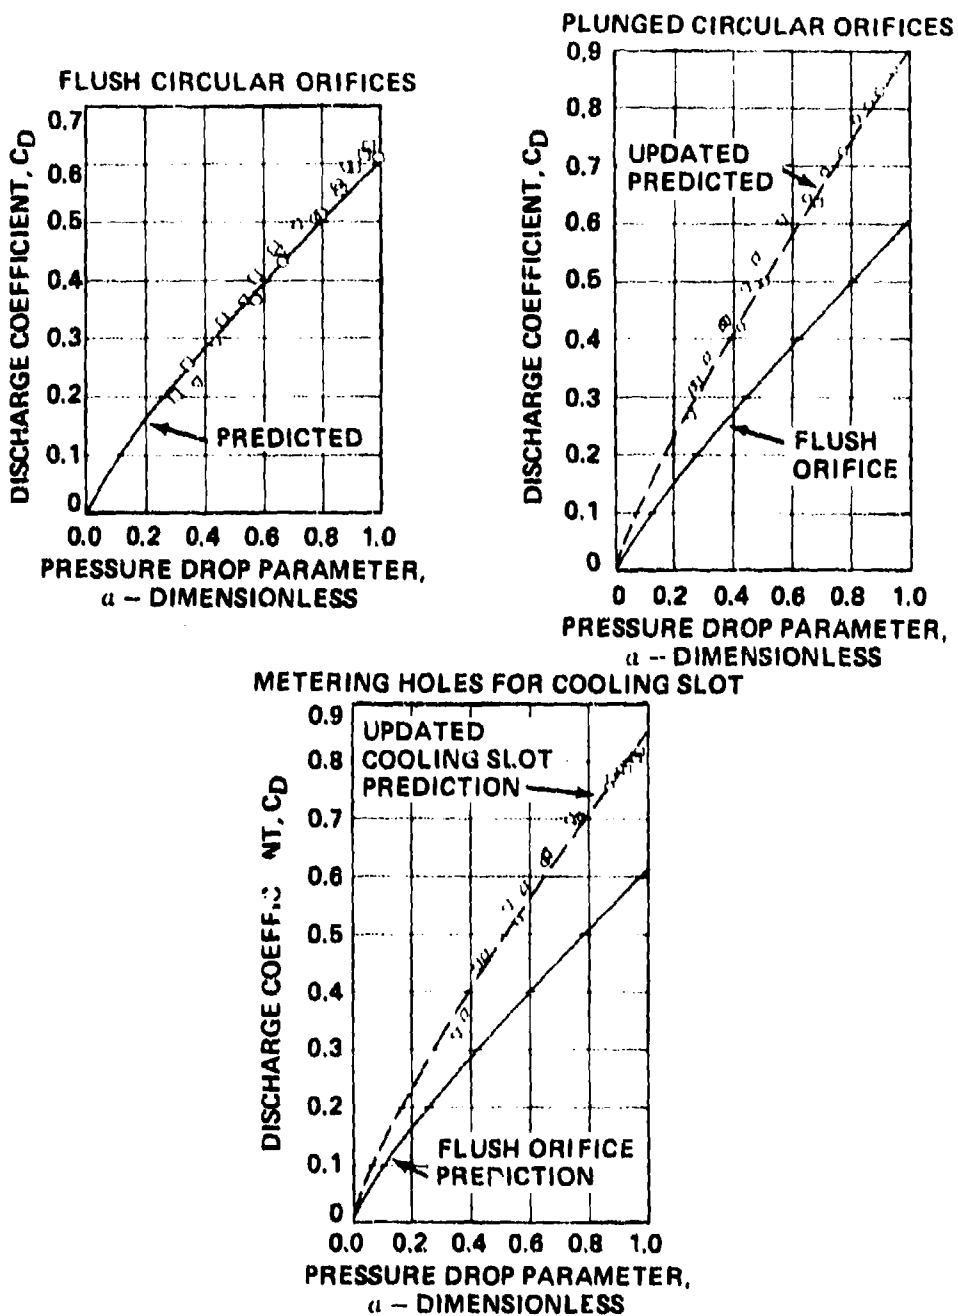 FLUSH CIRCULAR ORIFICES
DISCHARGE COEFFICIENT, CD
0.7
0.6
0.5
0.4
0.3
0.2
0.1
0
PREDICTED
0.0 0.2 0.4 0.6 0.8 1.0
PRESSURE DROP PARAMETER,
α – DIMENSIONLESS
PLUNGED CIRCULAR ORIFICES
DISCHARGE COEFFICIENT, CD
0.9
0.8
0.7
0.6
0.5
0.4
0.3
0.2
0.1
0
UPDATED
PREDICTED
FLUSH
ORIFICE
0 0.2 0.4 0.6 0.8 1.0
PRESSURE DROP PARAMETER,
α -- DIMENSIONLESS
METERING HOLES FOR COOLING SLOT
DISCHARGE COEFFIC NT, CD
0.9
0.8
0.7
0.6
0.5
0.4
0.3
0.2
0.1
0
UPDATED
COOLING SLOT
PREDICTION
FLUSH ORIFICE
PREDICTION
0.0 0.2 0.4 0.6 0.8 1.0
PRESSURE DROP PARAMETER,
α – DIMENSIONLESS